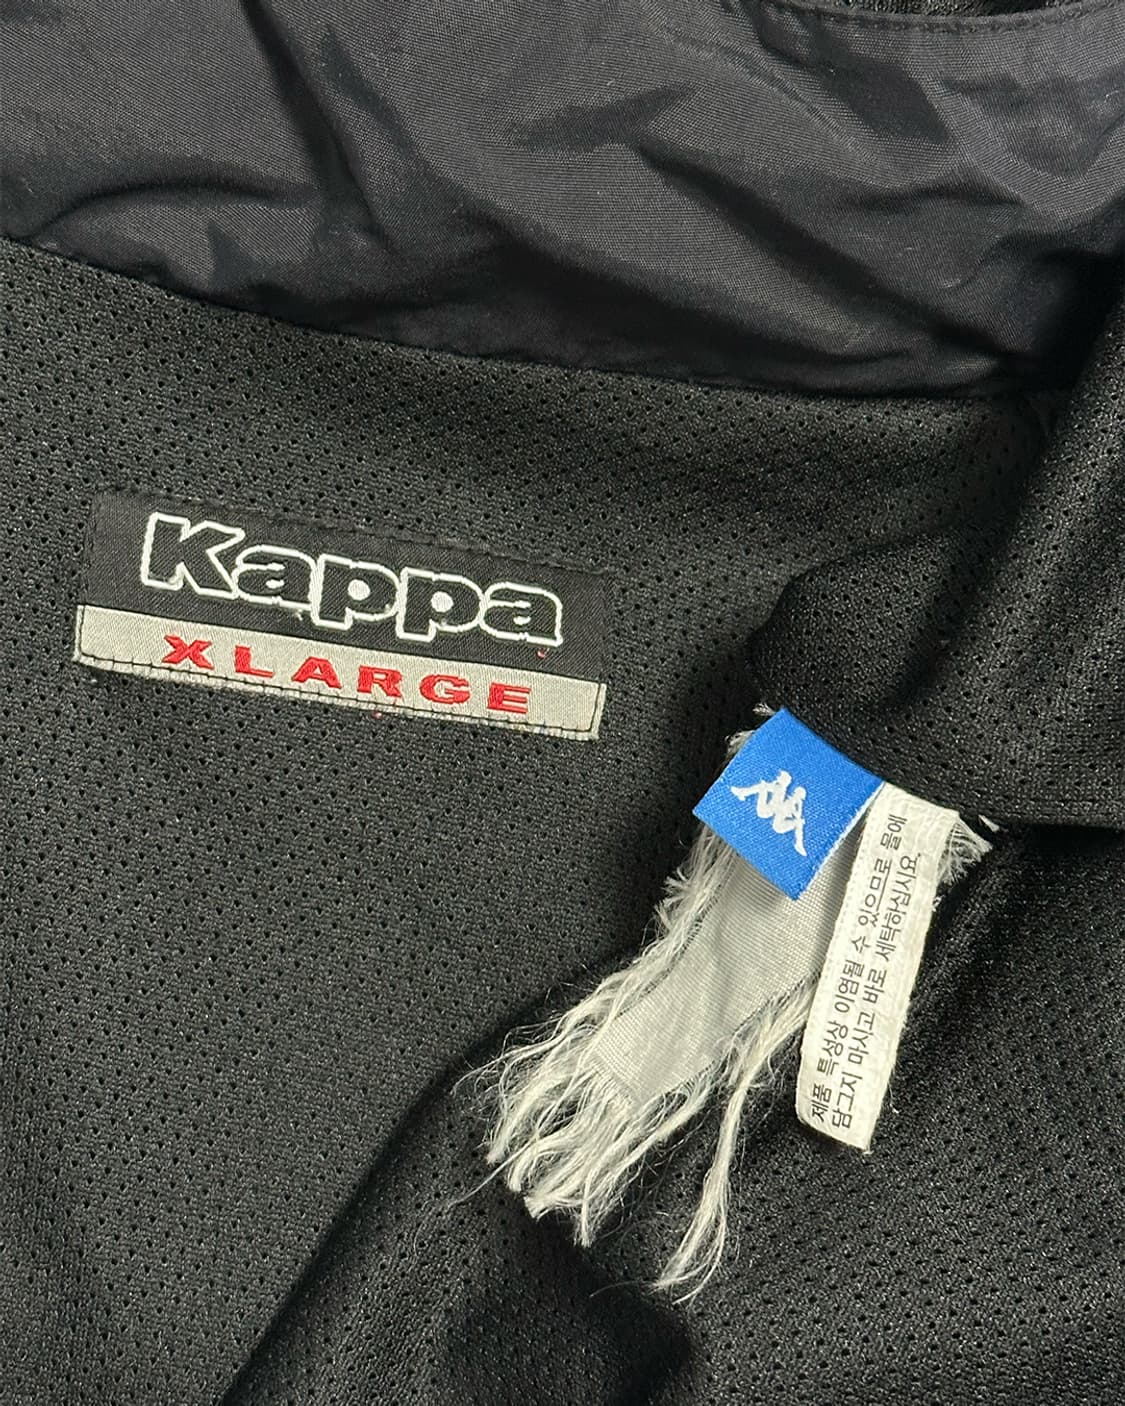 Kappa
XLARGE
제품 특성상 이염될 수 있으므로 물에
담그지 마시고 바로 세탁하십시요.